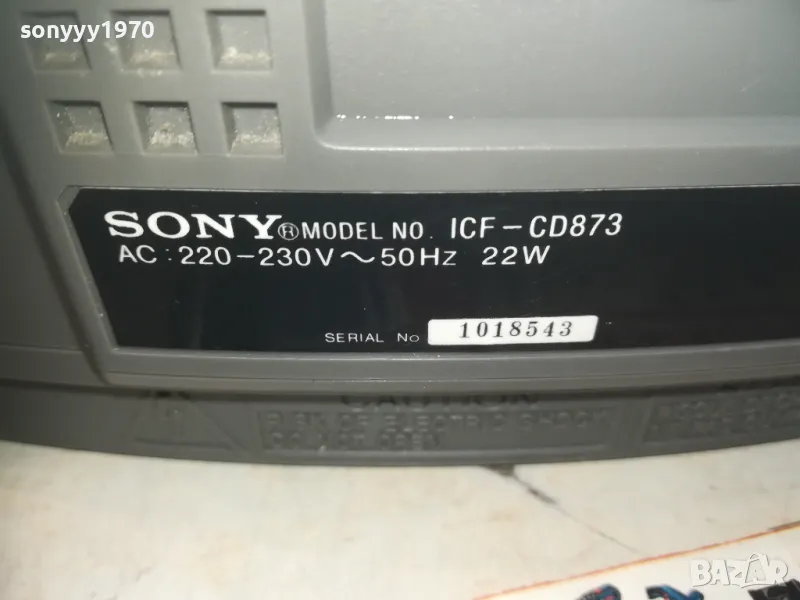 sonyyy1970
SONY® MODEL NO. ICF-CD873
AC:220-230V~50Hz 22W
SERIAL No 1018543
CAUTION
RISK OF ELECTRIC SHOCK
DO NOT OPEN
BAZAR